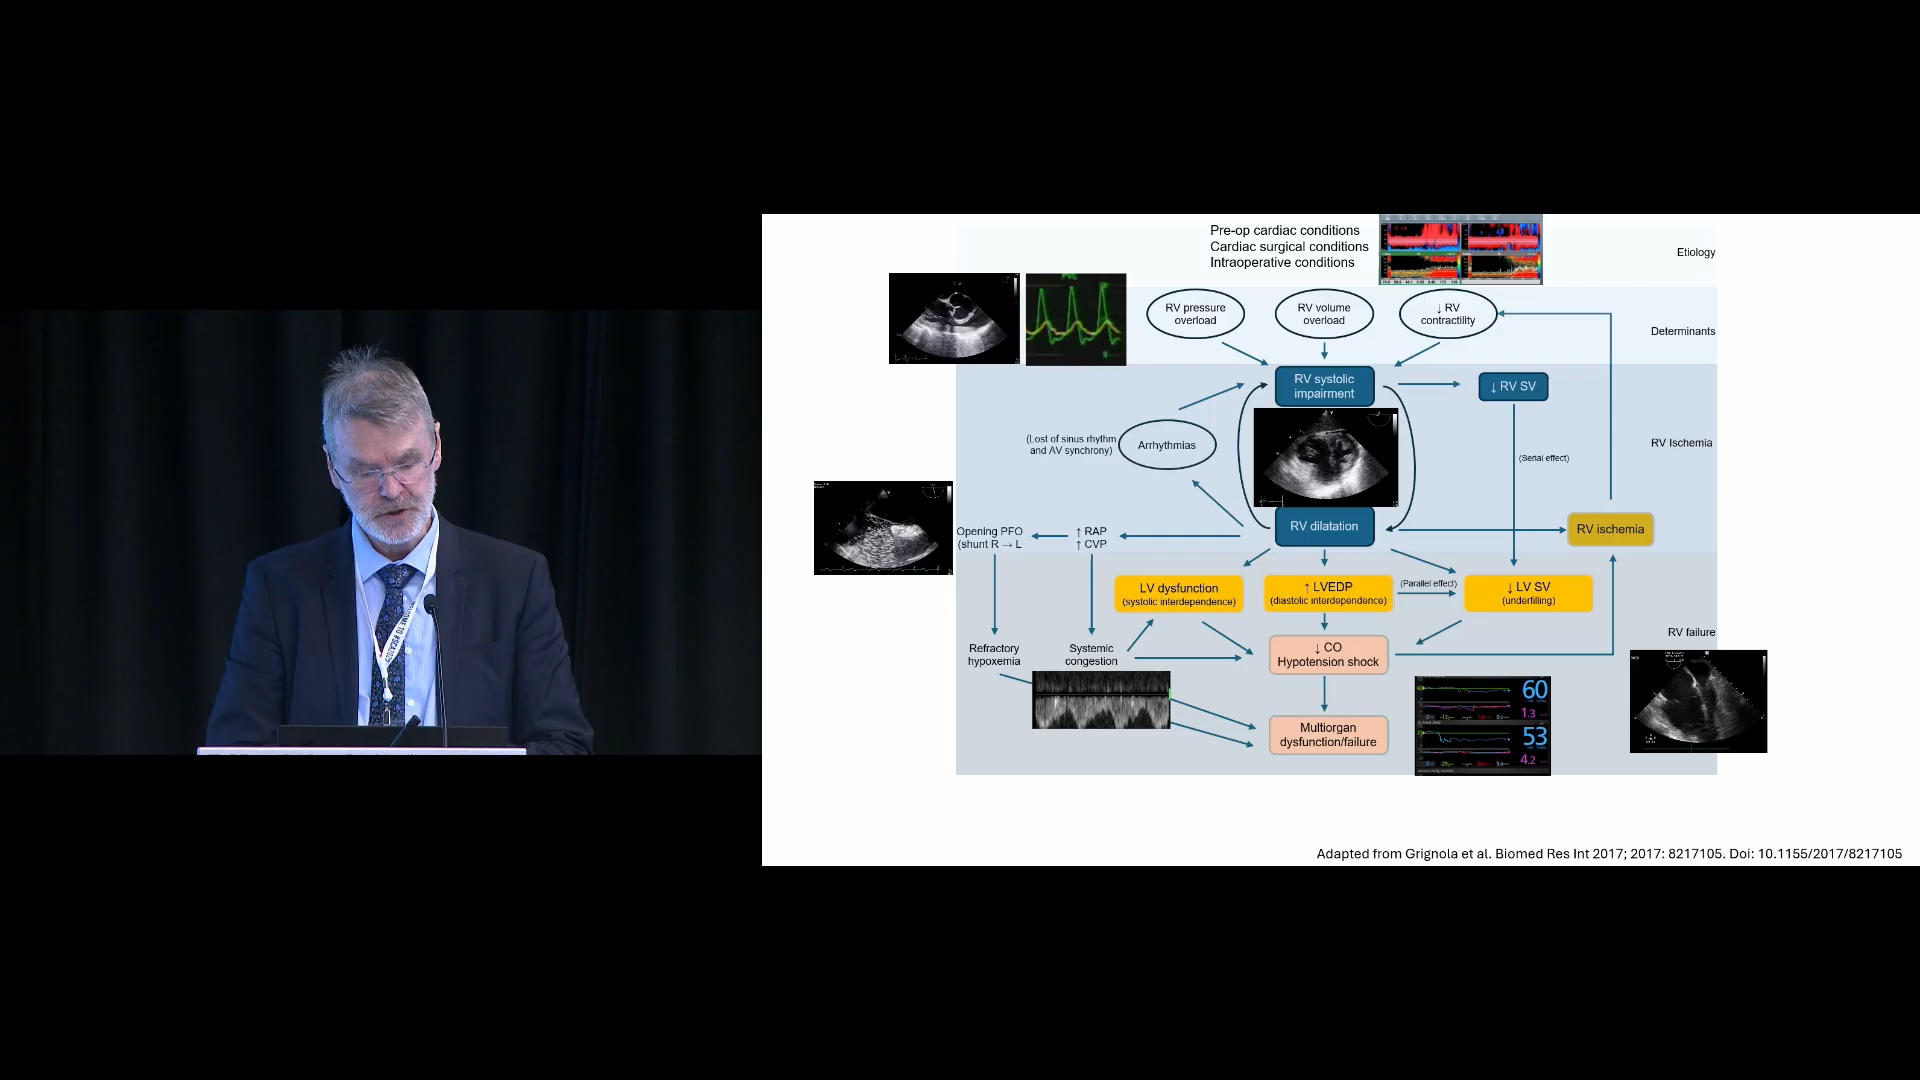 Pre-op cardiac conditions
Cardiac surgical conditions
Intraoperative conditions
Etiology
RV pressure
overload
RV volume
overload
↓ RV
contractility
Determinants
RV systolic
impairment
↓ RV SV
(Lost of sinus rhythm
and AV synchrony)
Arrhythmias
(Serial effect)
RV Ischemia
Opening PFO
(shunt R → L
↑ RAP
↑ CVP
RV dilatation
RV ischemia
LV dysfunction
(systolic interdependence)
↑ LVEDP
(diastolic interdependence)
(Parallel effect)
↓ LV SV
(underfilling)
RV failure
Refractory
hypoxemia
Systemic
congestion
↓ CO
Hypotension shock
Multiorgan
dysfunction/failure
60
1.3
53
4.2
Adapted from Grignola et al. Biomed Res Int 2017; 2017: 8217105. Doi: 10.1155/2017/8217105